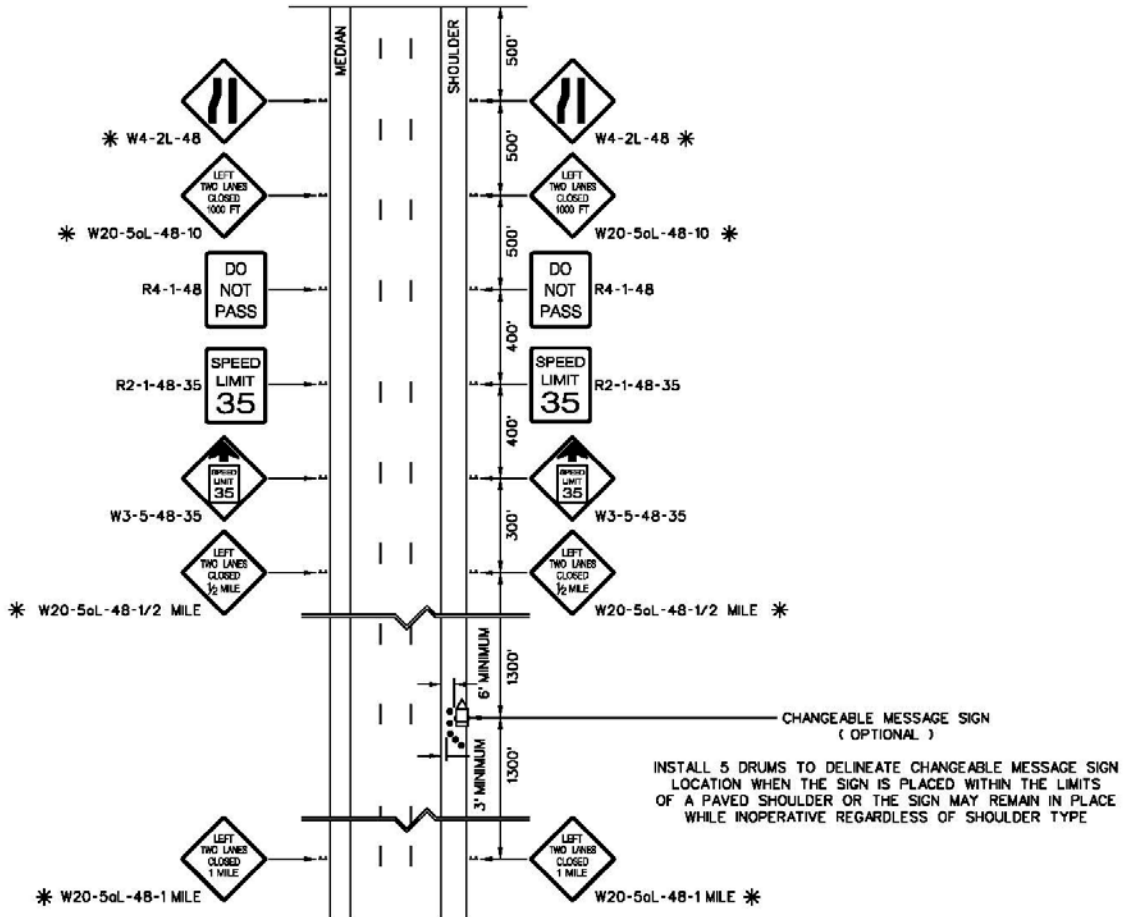 MEDIAN
SHOULDER
500'
* W4-2L-48
W4-2L-48 *
500'
LEFT
TWO LANES
CLOSED
1000 FT
LEFT
TWO LANES
CLOSED
1000 FT
* W20-5aL-48-10
W20-5aL-48-10 *
500'
DO
NOT
PASS
R4-1-48
DO
NOT
PASS
R4-1-48
400'
SPEED
LIMIT
35
R2-1-48-35
SPEED
LIMIT
35
R2-1-48-35
400'
SPEED
LIMIT
35
SPEED
LIMIT
35
W3-5-48-35
W3-5-48-35
300'
LEFT
TWO LANES
CLOSED
1/2 MILE
LEFT
TWO LANES
CLOSED
1/2 MILE
* W20-5aL-48-1/2 MILE
W20-5aL-48-1/2 MILE *
6' MINIMUM
1300'
CHANGEABLE MESSAGE SIGN
( OPTIONAL )
3' MINIMUM
1300'
INSTALL 5 DRUMS TO DELINEATE CHANGEABLE MESSAGE SIGN
LOCATION WHEN THE SIGN IS PLACED WITHIN THE LIMITS
OF A PAVED SHOULDER OR THE SIGN MAY REMAIN IN PLACE
WHILE INOPERATIVE REGARDLESS OF SHOULDER TYPE
LEFT
TWO LANES
CLOSED
1 MILE
LEFT
TWO LANES
CLOSED
1 MILE
* W20-5aL-48-1 MILE
W20-5aL-48-1 MILE *